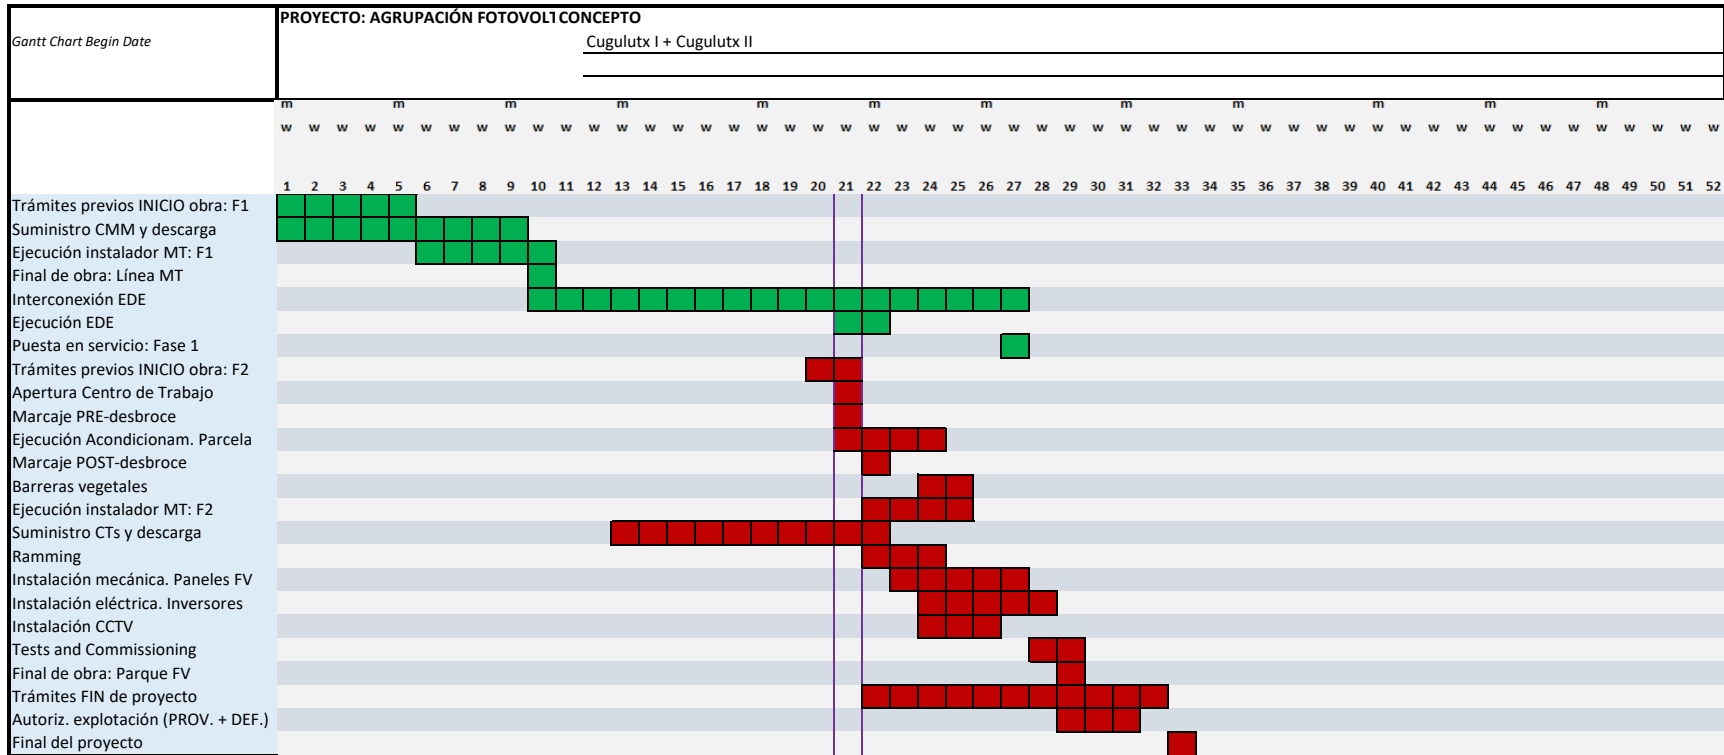 PROYECTO: AGRUPACIÓN FOTOVOLT CONCEPTO
Gantt Chart Begin Date
Cugulutx I + Cugulutx II
m m m m m m m m m m m m
w w w w w w w w w w w w w w w w w w w w w w w w w w w w w w w w w w w w w w w w w w w w w w w w w w w w
1 2 3 4 5 6 7 8 9 10 11 12 13 14 15 16 17 18 19 20 21 22 23 24 25 26 27 28 29 30 31 32 33 34 35 36 37 38 39 40 41 42 43 44 45 46 47 48 49 50 51 52
Trámites previos INICIO obra: F1
Suministro CMM y descarga
Ejecución instalador MT: F1
Final de obra: Línea MT
Interconexión EDE
Ejecución EDE
Puesta en servicio: Fase 1
Trámites previos INICIO obra: F2
Apertura Centro de Trabajo
Marcaje PRE-desbroce
Ejecución Acondicionam. Parcela
Marcaje POST-desbroce
Barreras vegetales
Ejecución instalador MT: F2
Suministro CTs y descarga
Ramming
Instalación mecánica. Paneles FV
Instalación eléctrica. Inversores
Instalación CCTV
Tests and Commissioning
Final de obra: Parque FV
Trámites FIN de proyecto
Autoriz. explotación (PROV. + DEF.)
Final del proyecto